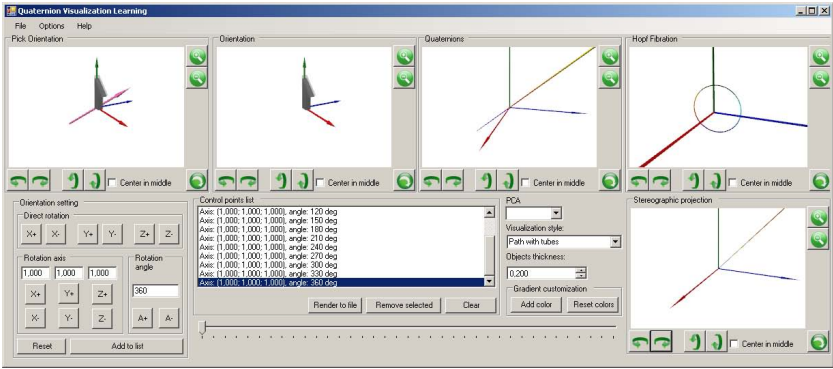 Quaternion Visualization Learning
File Options Help
Pick Orientation
Orientation
Quaternions
Hopf Fibration
Center in middle
Center in middle
Center in middle
Center in middle
Orientation setting
Direct rotation
X+ X- Y+ Y- Z+ Z-
Rotation axis
1,000 1,000 1,000
X+ Y+ Z+
X- Y- Z-
Rotation angle
360
A+ A-
Reset Add to list
Control points list
Axis: (1,000; 1,000; 1,000), angle: 120 deg
Axis: (1,000; 1,000; 1,000), angle: 150 deg
Axis: (1,000; 1,000; 1,000), angle: 180 deg
Axis: (1,000; 1,000; 1,000), angle: 210 deg
Axis: (1,000; 1,000; 1,000), angle: 240 deg
Axis: (1,000; 1,000; 1,000), angle: 270 deg
Axis: (1,000; 1,000; 1,000), angle: 300 deg
Axis: (1,000; 1,000; 1,000), angle: 330 deg
Axis: (1,000; 1,000; 1,000), angle: 360 deg
Render to file Remove selected Clear
PCA
Visualization style:
Path with tubes
Objects thickness:
0,200
Gradient customization
Add color Reset colors
Stereographic projection
Center in middle